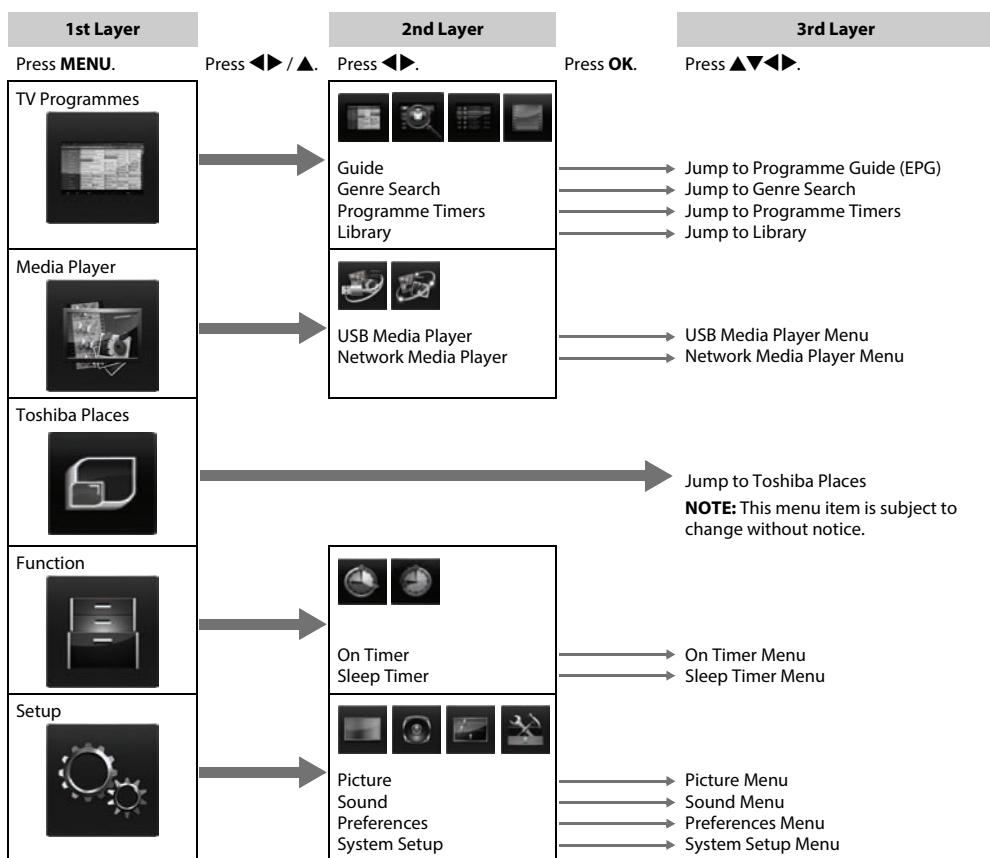 1st Layer
2nd Layer
3rd Layer
Press MENU.
Press ◀▶ / ▲.
Press ◀▶.
Press OK.
Press ▲▼◀▶.
TV Programmes
Guide
Genre Search
Programme Timers
Library
Jump to Programme Guide (EPG)
Jump to Genre Search
Jump to Programme Timers
Jump to Library
Media Player
USB Media Player
Network Media Player
USB Media Player Menu
Network Media Player Menu
Toshiba Places
Jump to Toshiba Places
NOTE: This menu item is subject to
change without notice.
Function
On Timer
Sleep Timer
On Timer Menu
Sleep Timer Menu
Setup
Picture
Sound
Preferences
System Setup
Picture Menu
Sound Menu
Preferences Menu
System Setup Menu